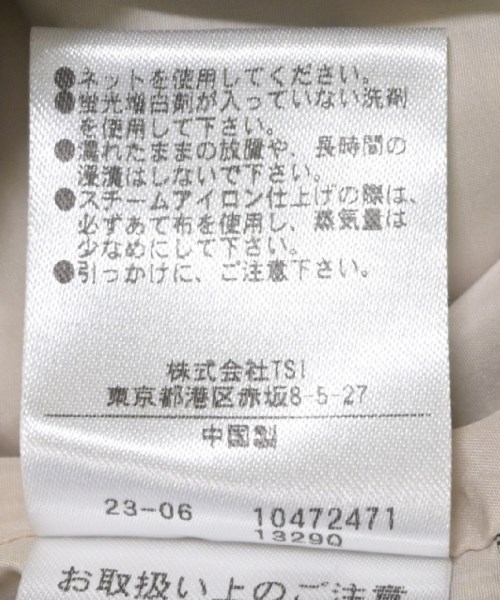 ●ネットを使用してください。
●蛍光増白剤が入っていない洗剤
を使用して下さい。
●濡れたままの放置や、長時間の
浸漬はしないで下さい。
●スチームアイロン仕上げの際は、
必ずあて布を使用し、蒸気量は
少なめにして下さい。
●引っかけに、ご注意下さい。
株式会社TSI
東京都港区赤坂8-5-27
中国製
23-06 10472471
13290
お取扱い上のご注意